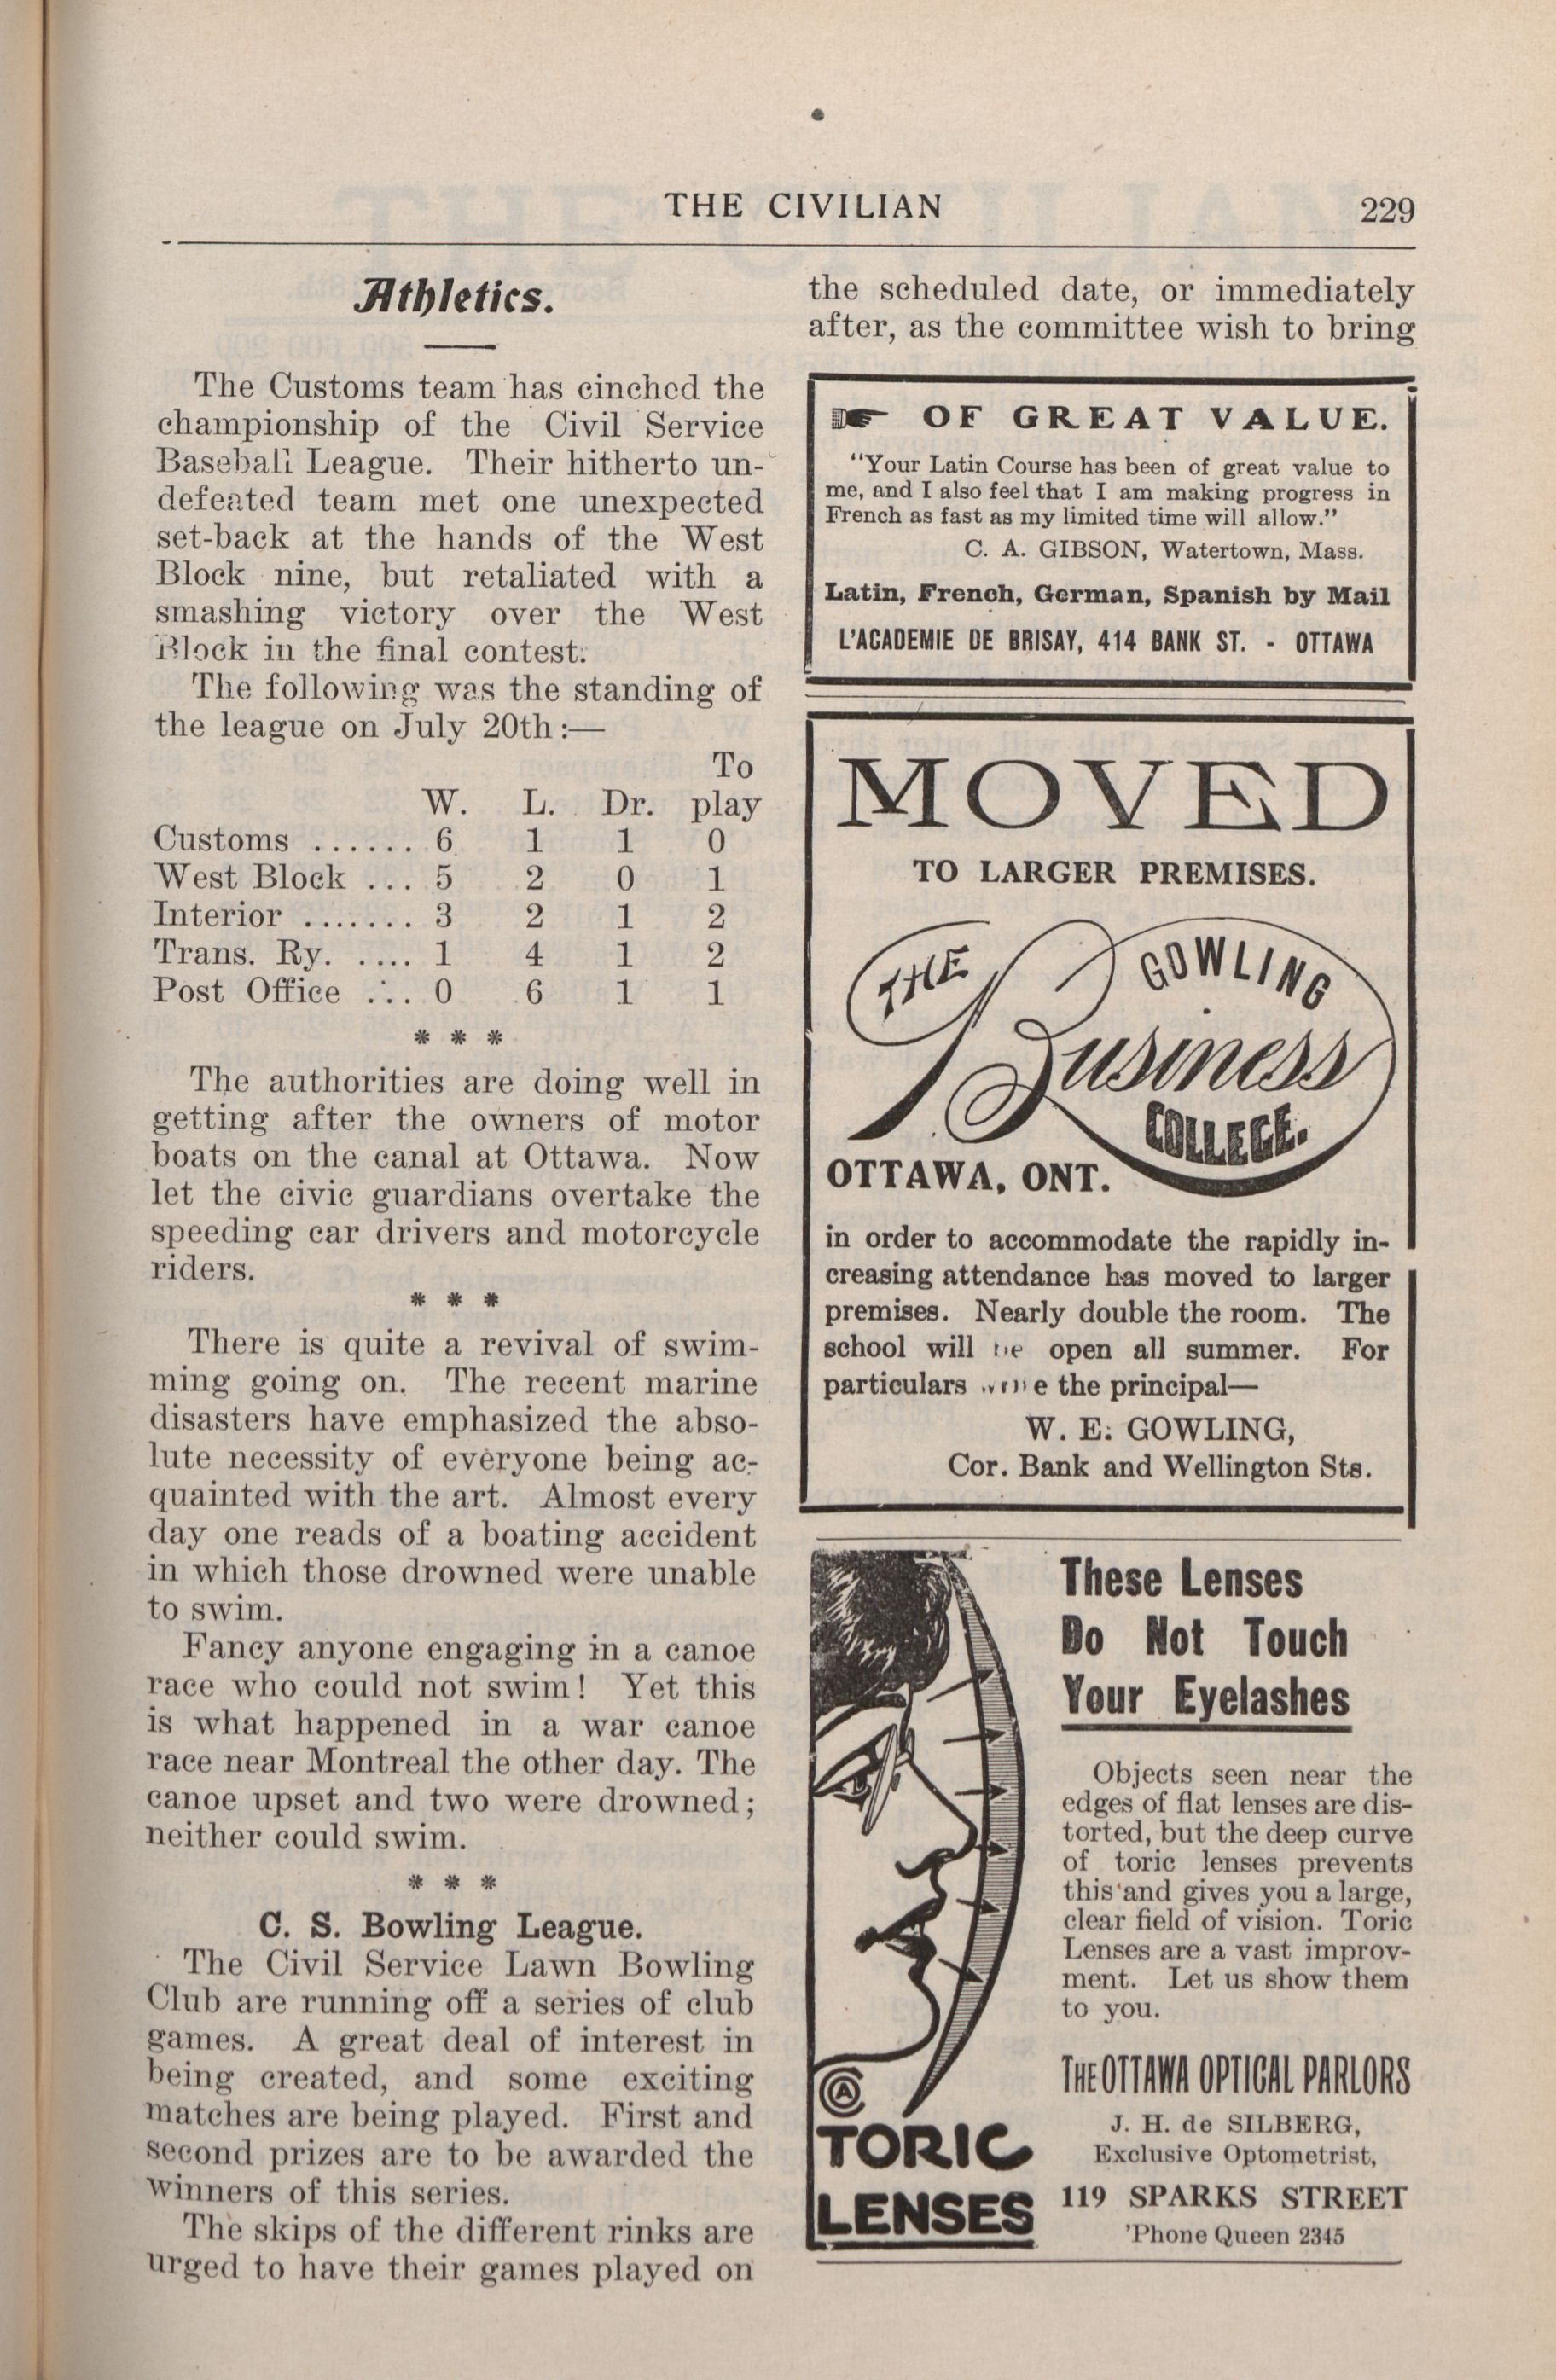 THE CIVILIAN 229
Athletics.
The Customs team has cinched the
championship of the Civil Service
Baseball League. Their hitherto un-
defeated team met one unexpected
set-back at the hands of the West
Block nine, but retaliated with a
smashing victory over the West
Block in the final contest.
The following was the standing of
the league on July 20th:—
To
W. L. Dr. play
Customs ...... 6 1 1 0
West Block ... 5 2 0 1
Interior ....... 3 2 1 2
Trans. Ry. .... 1 4 1 2
Post Office ... 0 6 1 1
* * *
The authorities are doing well in
getting after the owners of motor
boats on the canal at Ottawa. Now
let the civic guardians overtake the
speeding car drivers and motorcycle
riders.
* * *
There is quite a revival of swim-
ming going on. The recent marine
disasters have emphasized the abso-
lute necessity of everyone being ac-
quainted with the art. Almost every
day one reads of a boating accident
in which those drowned were unable
to swim.
Fancy anyone engaging in a canoe
race who could not swim! Yet this
is what happened in a war canoe
race near Montreal the other day. The
canoe upset and two were drowned;
neither could swim.
* * *
C. S. Bowling League.
The Civil Service Lawn Bowling
Club are running off a series of club
games. A great deal of interest in
being created, and some exciting
matches are being played. First and
second prizes are to be awarded the
winners of this series.
The skips of the different rinks are
urged to have their games played on
the scheduled date, or immediately
after, as the committee wish to bring
☛ OF GREAT VALUE.
"Your Latin Course has been of great value to
me, and I also feel that I am making progress in
French as fast as my limited time will allow."
C. A. GIBSON, Watertown, Mass.
Latin, French, German, Spanish by Mail
L'ACADEMIE DE BRISAY, 414 BANK ST. - OTTAWA
MOVED
TO LARGER PREMISES.
THE GOWLING
Business
COLLEGE.
OTTAWA, ONT.
in order to accommodate the rapidly in-
creasing attendance has moved to larger
premises. Nearly double the room. The
school will be open all summer. For
particulars write the principal—
W. E. GOWLING,
Cor. Bank and Wellington Sts.
These Lenses
Do Not Touch
Your Eyelashes
Objects seen near the
edges of flat lenses are dis-
torted, but the deep curve
of toric lenses prevents
this and gives you a large,
clear field of vision. Toric
Lenses are a vast improv-
ment. Let us show them
to you.
THE OTTAWA OPTICAL PARLORS
J. H. de SILBERG,
Exclusive Optometrist,
119 SPARKS STREET
'Phone Queen 2345
A
TORIC
LENSES